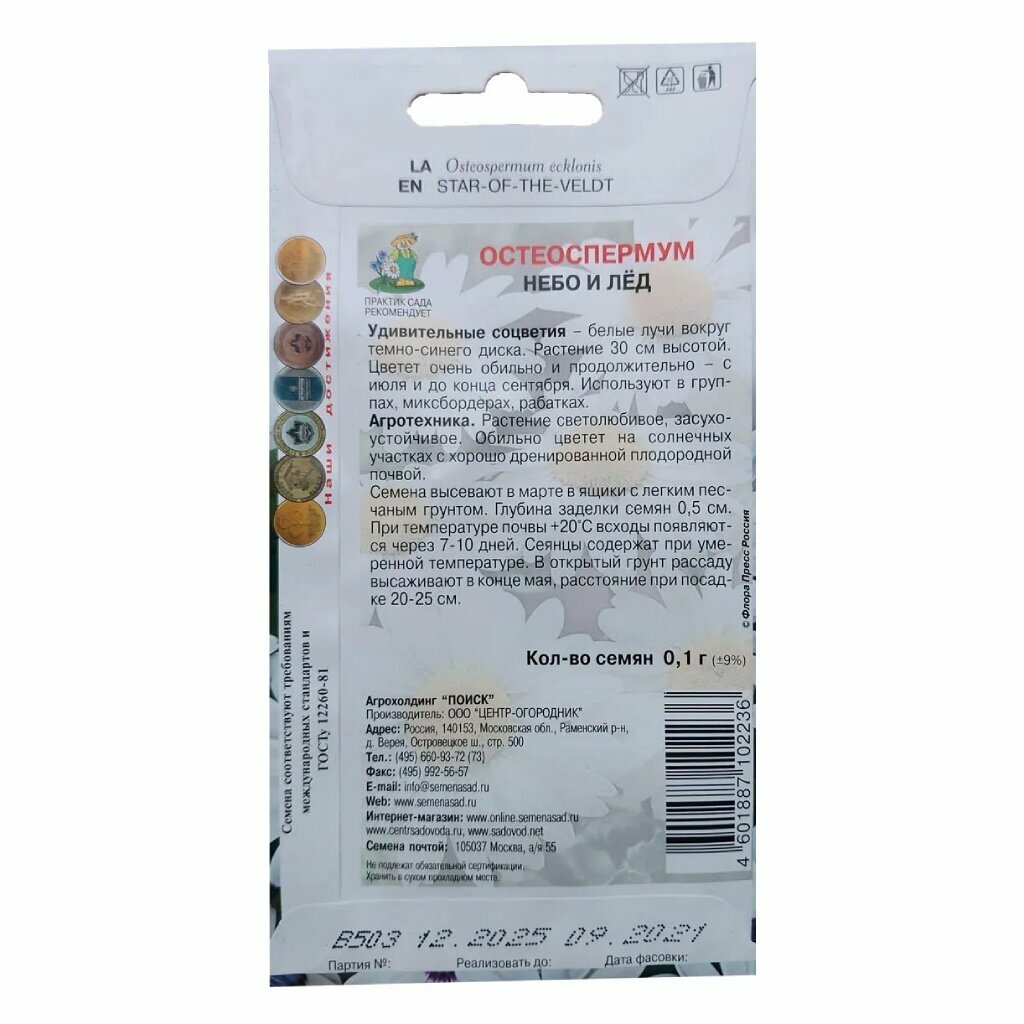 LA Osteospermum ecklonis
EN STAR-OF-THE-VELDT
ОСТЕОСПЕРМУМ
НЕБО И ЛЁД
ПРАКТИК САДА
РЕКОМЕНДУЕТ
Удивительные соцветия – белые лучи вокруг
темно-синего диска. Растение 30 см высотой.
Цветет очень обильно и продолжительно – с
июля и до конца сентября. Используют в груп-
пах, миксбордерах, рабатках.
Агротехника. Растение светолюбивое, засухо-
устойчивое. Обильно цветет на солнечных
участках с хорошо дренированной плодородной
почвой.
Семена высевают в марте в ящики с легким пес-
чаным грунтом. Глубина заделки семян 0,5 см.
При температуре почвы +20°С всходы появляют-
ся через 7-10 дней. Сеянцы содержат при уме-
ренной температуре. В открытый грунт рассаду
высаживают в конце мая, расстояние при посад-
ке 20-25 см.
Наши достижения
© Флора Пресс Россия
Кол-во семян 0,1 г (±9%)
Семена соответствуют требованиям
международных стандартов и
ГОСТу 12260-81
Агрохолдинг "ПОИСК"
Производитель: ООО "ЦЕНТР-ОГОРОДНИК"
Адрес: Россия, 140153, Московская обл., Раменский р-н,
д. Верея, Островецкое ш., стр. 500
Тел.: (495) 660-93-72 (73)
Факс: (495) 992-56-57
E-mail: info@semenasad.ru
Web: www.semenasad.ru
Интернет-магазин: www.online.semenasad.ru
www.centrsadovoda.ru, www.sadovod.net
Семена почтой: 105037 Москва, а/я 55
Не подлежат обязательной сертификации.
Хранить в сухом прохладном месте.
4 601887 102236
В503 12.2025 09.2021
Партия №: Реализовать до: Дата фасовки: